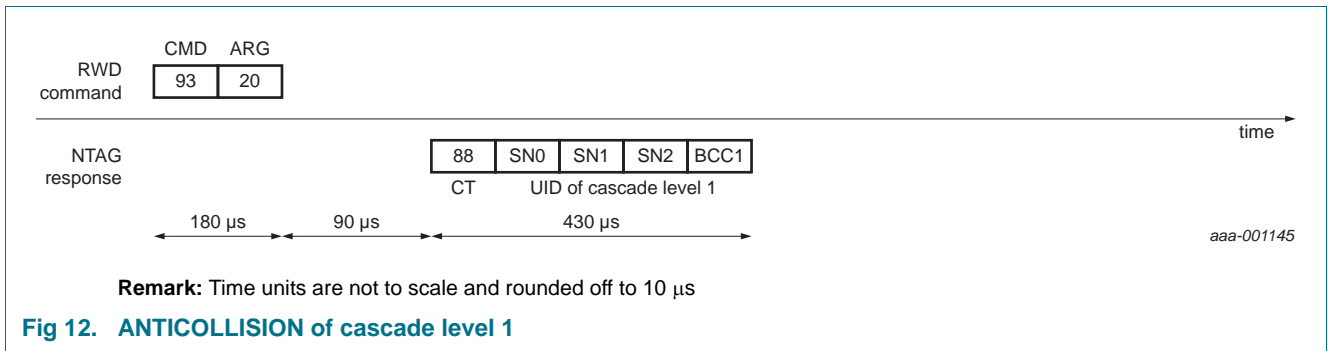 CMD ARG
RWD command
93 20
time
NTAG response
88 SN0 SN1 SN2 BCC1
CT UID of cascade level 1
180 µs 90 µs 430 µs
aaa-001145
Remark: Time units are not to scale and rounded off to 10 µs
Fig 12. ANTICOLLISION of cascade level 1